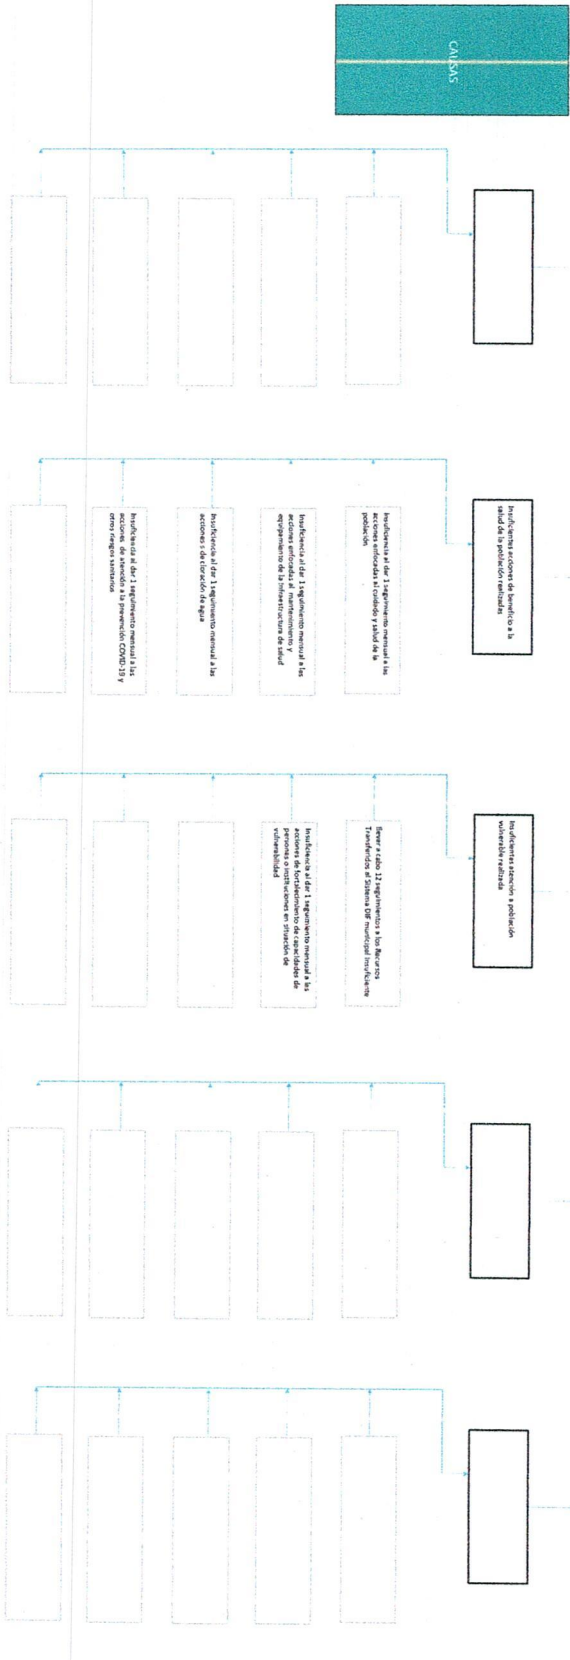 CAUSAS
Insuficientes acciones de beneficio a la
salud de la población realizadas
Insuficiencia al dar 1 seguimiento mensual a las
acciones enfocadas al cuidado y salud de la
población
Insuficiencia al dar 1 seguimiento mensual a las
acciones enfocadas al mantenimiento y
equipamiento de la infraestructura de salud
Insuficiencia al dar 1 seguimiento mensual a las
acciones s de cloración de agua
Insuficiencia al dar 1 seguimiento mensual a las
acciones de atención a la prevención COVID-19 y
otros riesgos sanitarios
Insuficientes atención a población
vulnerable realizada
llevar a cabo 12 seguimientos a los Recursos
Transferidos al Sistema DIF municipal Insuficiente
Insuficiencia al dar 1 seguimiento mensual a las
acciones de fortalecimiento de capacidades de
personas o instituciones en situación de
vulnerabilidad